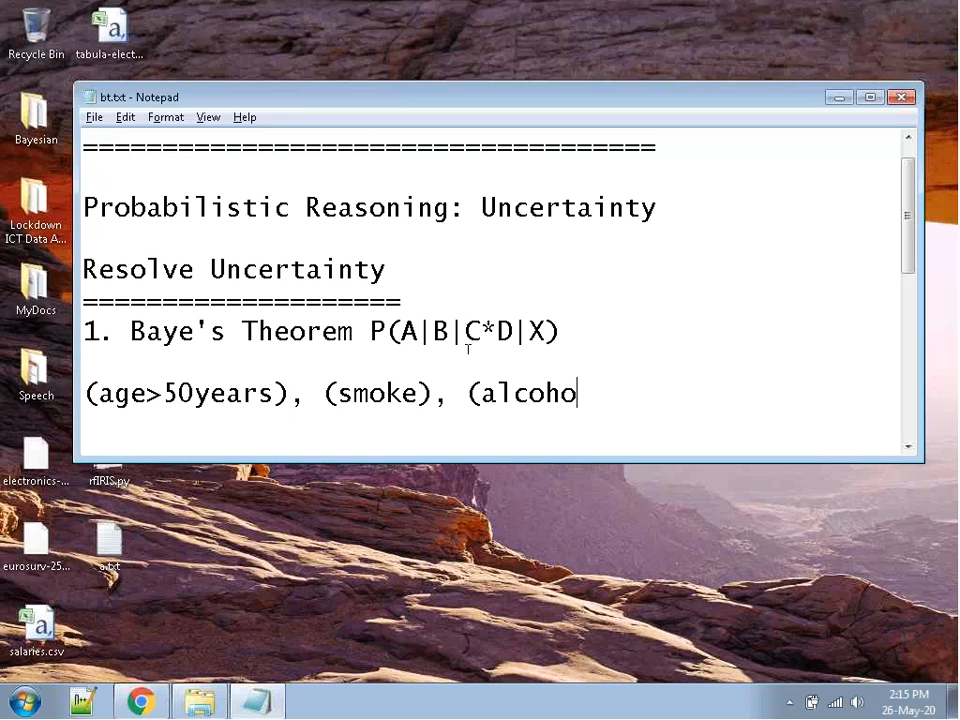 Recycle Bin
tabula-elect...
bt.txt - Notepad
File Edit Format View Help
=====================================
Bayesian
Probabilistic Reasoning: Uncertainty
Lockdown
ICT Data A...
Resolve Uncertainty
====================
MyDocs
1. Baye's Theorem P(A|B|C*D|X)
Speech
(age>50years), (smoke), (alcoho
electronics-...
rfIRIS.py
eurosurv-25...
a.txt
salaries.csv
2:15 PM
26-May-20